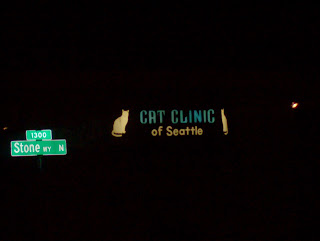 1300
Stone WY N
CAT CLINIC
of Seattle